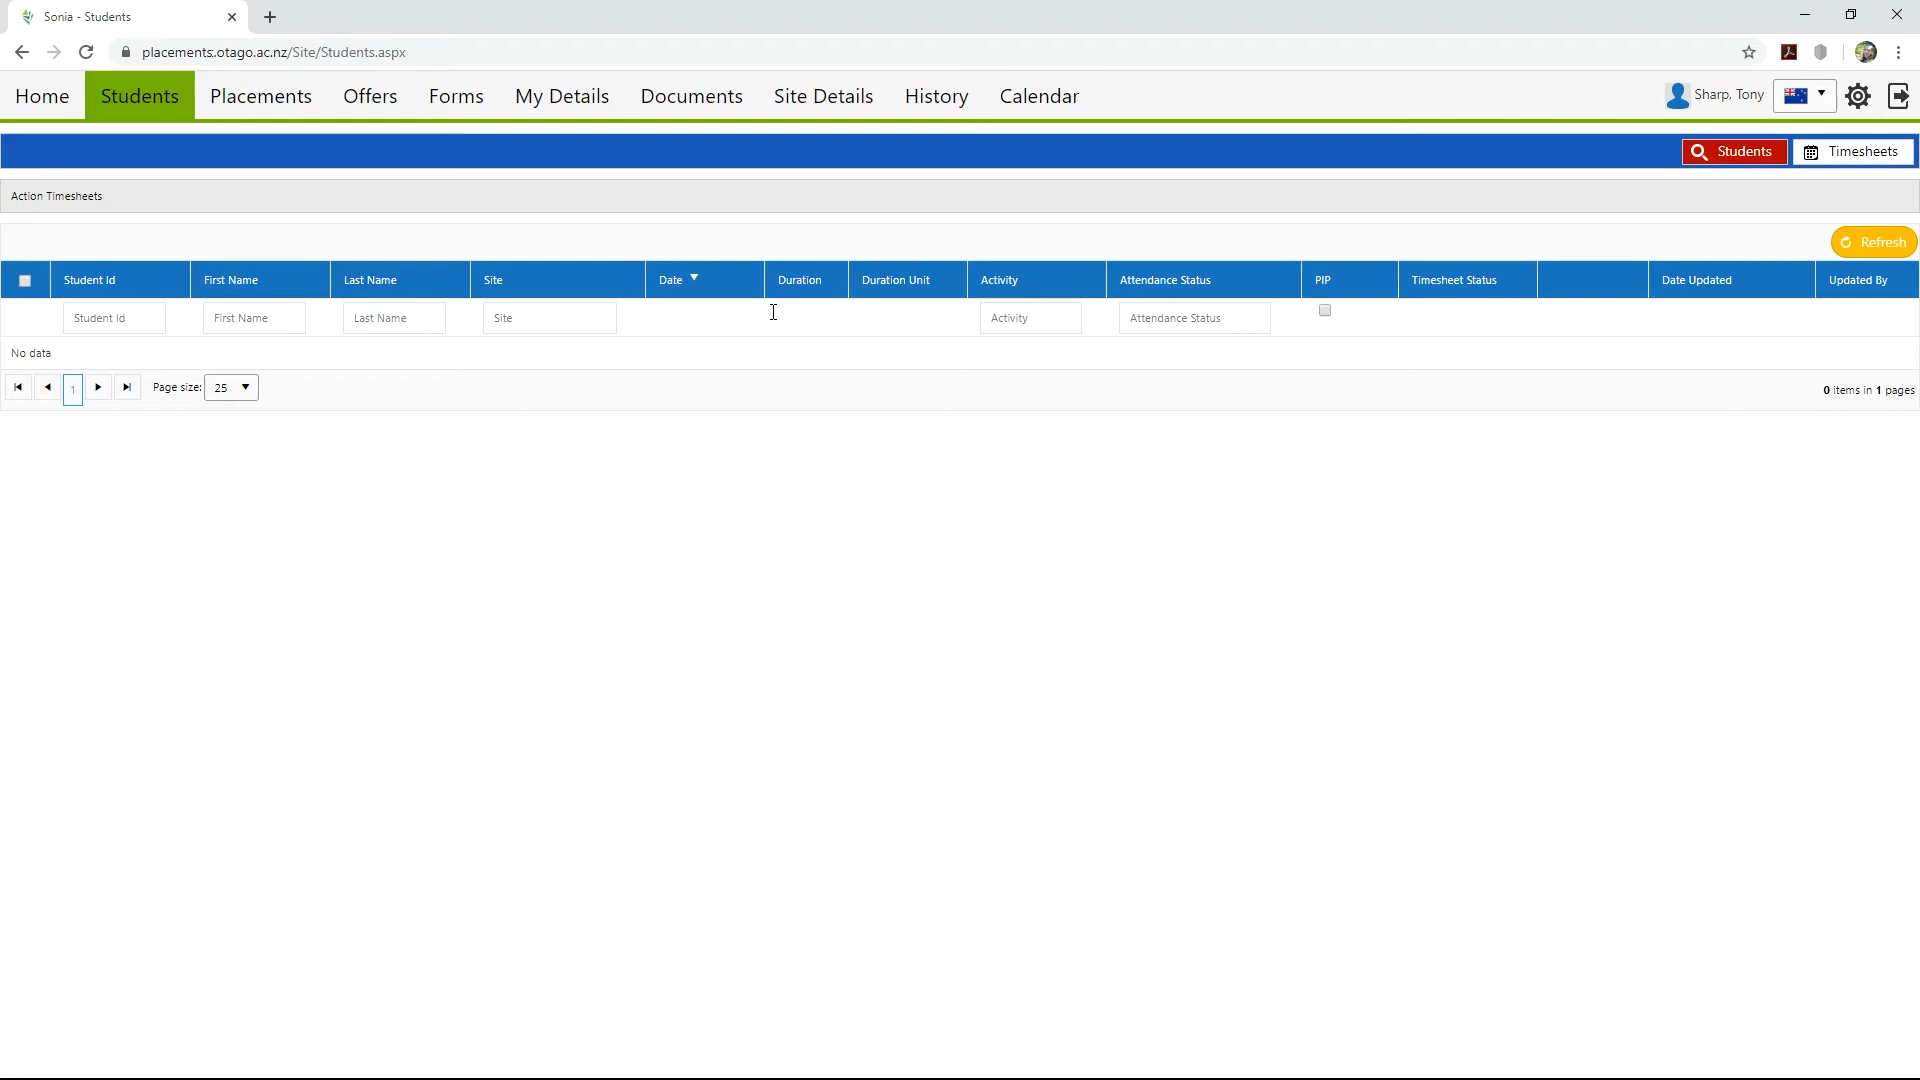 Sonia - Students
placements.otago.ac.nz/Site/Students.aspx
Home Students Placements Offers Forms My Details Documents Site Details History Calendar Sharp, Tony
Students Timesheets
Action Timesheets
Refresh
Student Id First Name Last Name Site Date Duration Duration Unit Activity Attendance Status PIP Timesheet Status Date Updated Updated By
Student Id First Name Last Name Site Activity Attendance Status
No data
1 Page size: 25 0 items in 1 pages